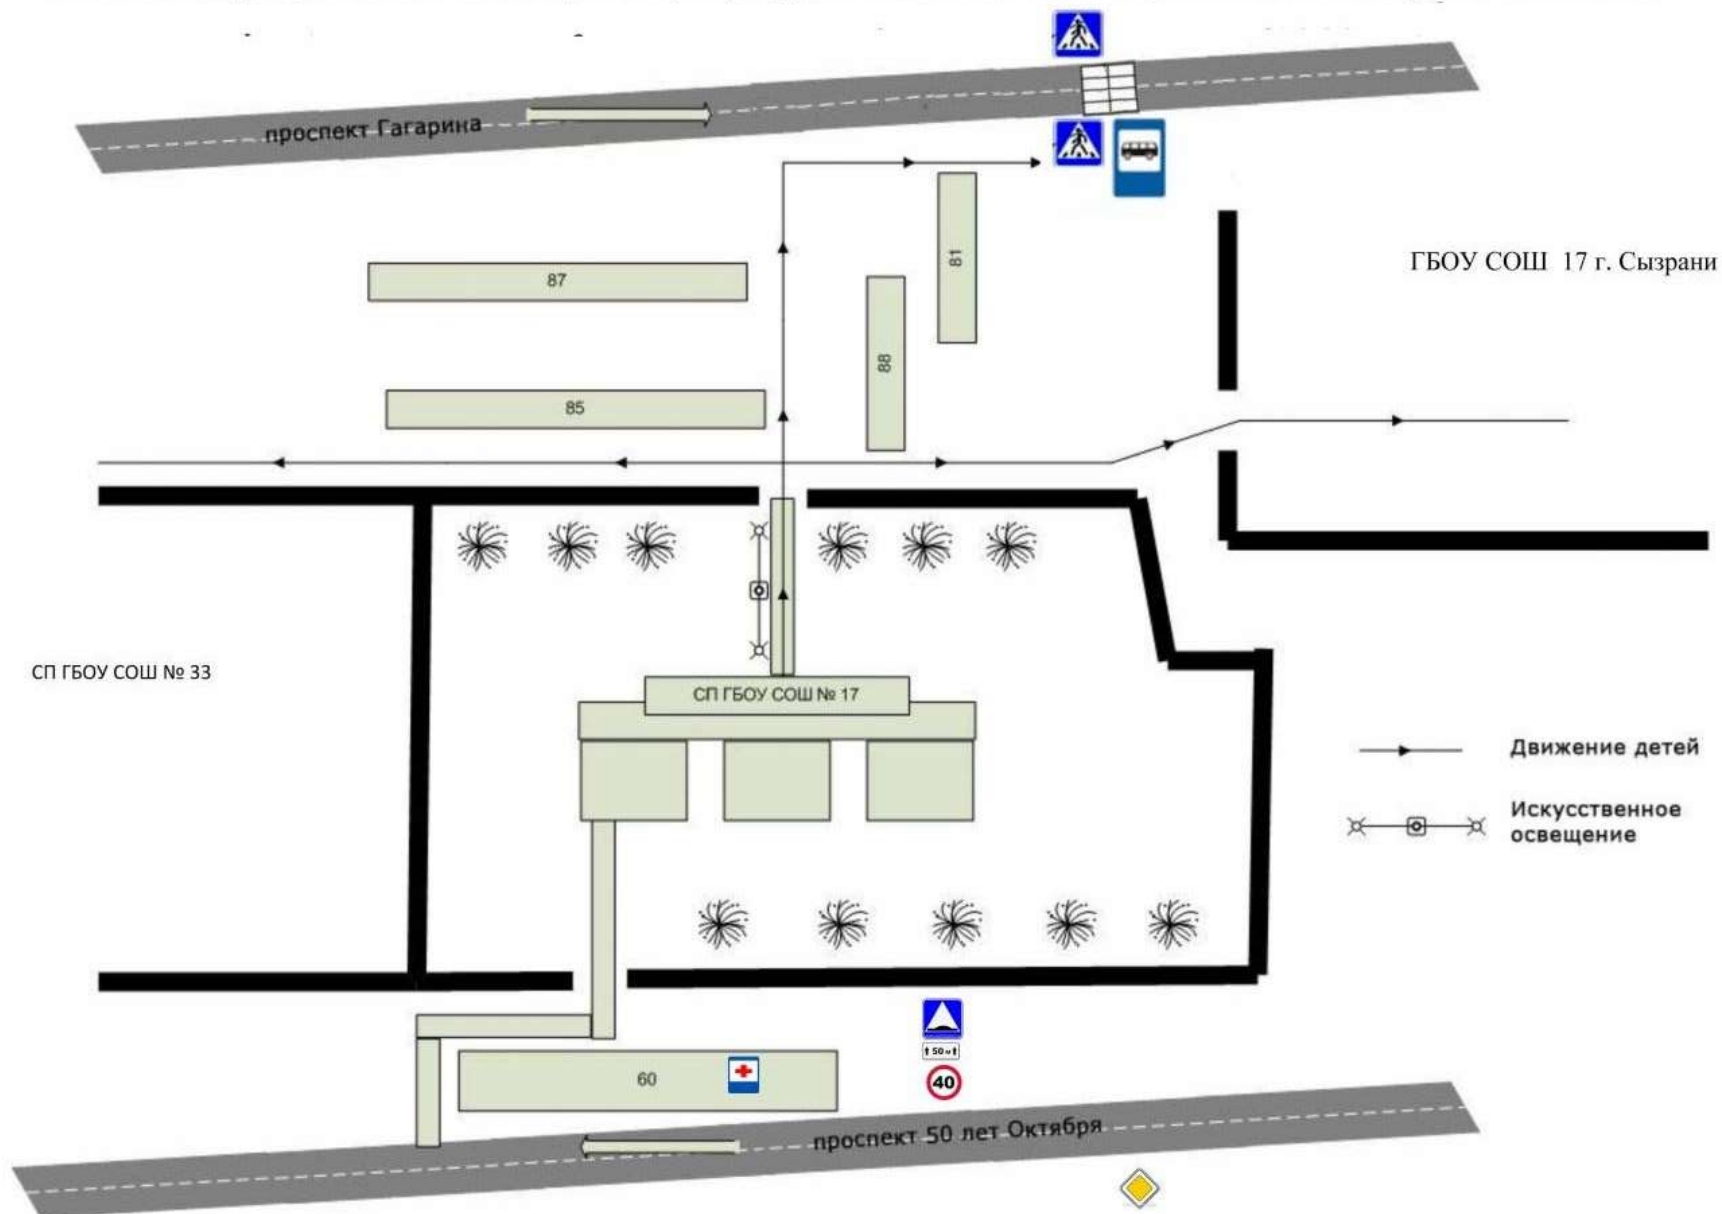 проспект Гагарина
81
87
ГБОУ СОШ 17 г. Сызрани
88
85
СП ГБОУ СОШ № 33
СП ГБОУ СОШ № 17
Движение детей
Искусственное
освещение
50 м
60
40
проспект 50 лет Октября